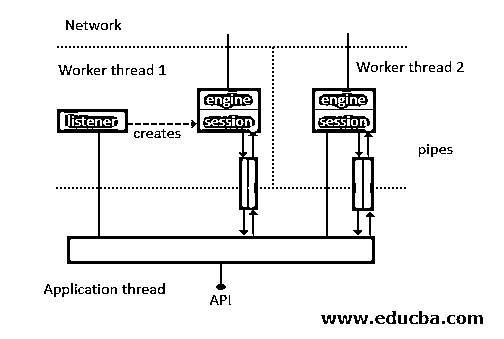 Network
Worker thread 1
Worker thread 2
engine
engine
listener
creates
session
session
pipes
Application thread
API
www.educba.com